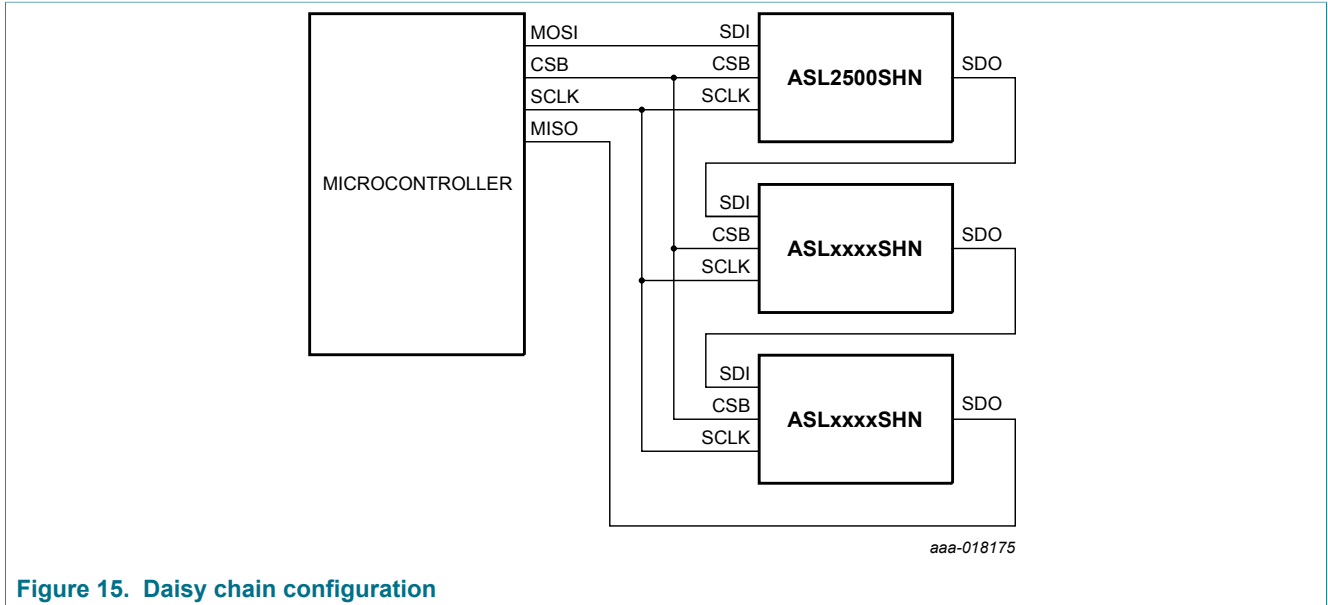 MOSI
CSB
SCLK
MISO
MICROCONTROLLER
SDI
CSB
SCLK
ASL2500SHN
SDO
SDI
CSB
SCLK
ASLxxxxSHN
SDO
SDI
CSB
SCLK
ASLxxxxSHN
SDO
aaa-018175
Figure 15. Daisy chain configuration